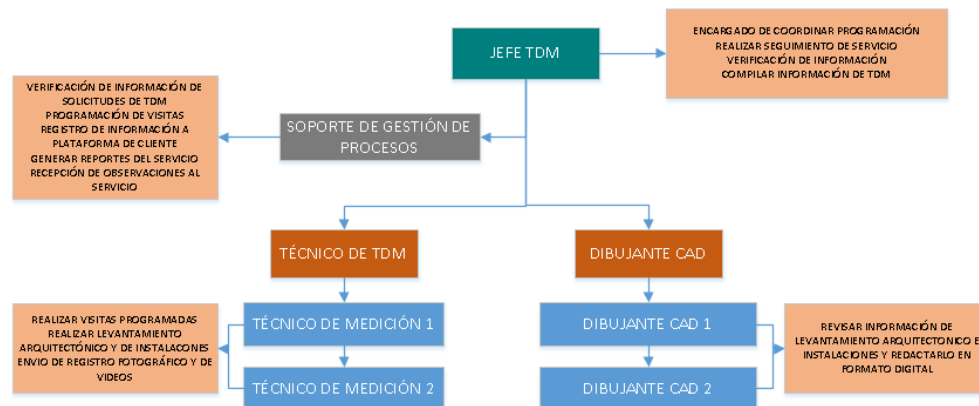 JEFE TDM
ENCARGADO DE COORDINAR PROGRAMACIÓN
REALIZAR SEGUIMIENTO DE SERVICIO
VERIFICACIÓN DE INFORMACIÓN
COMPILAR INFORMACIÓN DE TDM
VERIFICACIÓN DE INFORMACIÓN DE
SOLICITUDES DE TDM
PROGRAMACIÓN DE VISITAS
REGISTRO DE INFORMACIÓN A
PLATAFORMA DE CLIENTE
GENERAR REPORTES DEL SERVICIO
RECEPCIÓN DE OBSERVACIONES AL
SERVICIO
SOPORTE DE GESTIÓN DE
PROCESOS
TÉCNICO DE TDM
DIBUJANTE CAD
REALIZAR VISITAS PROGRAMADAS
REALIZAR LEVANTAMIENTO
ARQUITECTÓNICO Y DE INSTALACONES
ENVIO DE REGISTRO FOTOGRÁFICO Y DE
VIDEOS
TÉCNICO DE MEDICIÓN 1
TÉCNICO DE MEDICIÓN 2
DIBUJANTE CAD 1
DIBUJANTE CAD 2
REVISAR INFORMACIÓN DE
LEVANTAMIENTO ARQUITECTONICO E
INSTALACIONES Y REDACTARLO EN
FORMATO DIGITAL